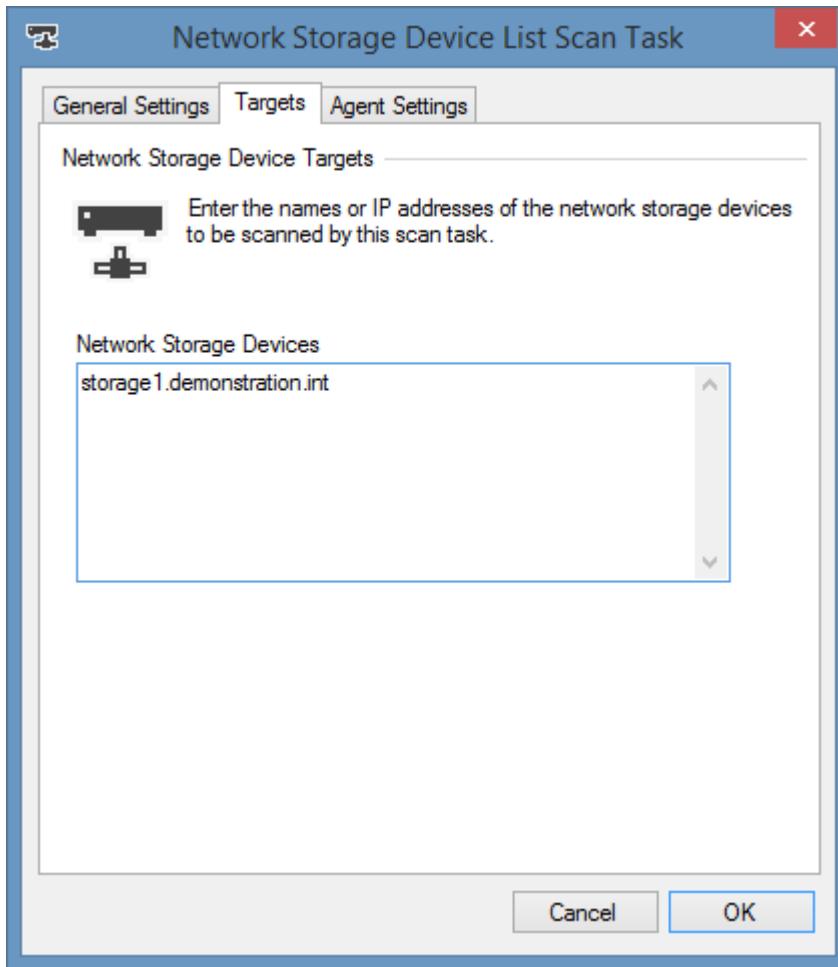 Network Storage Device List Scan Task
General Settings
Targets
Agent Settings
Network Storage Device Targets
Enter the names or IP addresses of the network storage devices
to be scanned by this scan task.
Network Storage Devices
storage1.demonstration.int
Cancel
OK